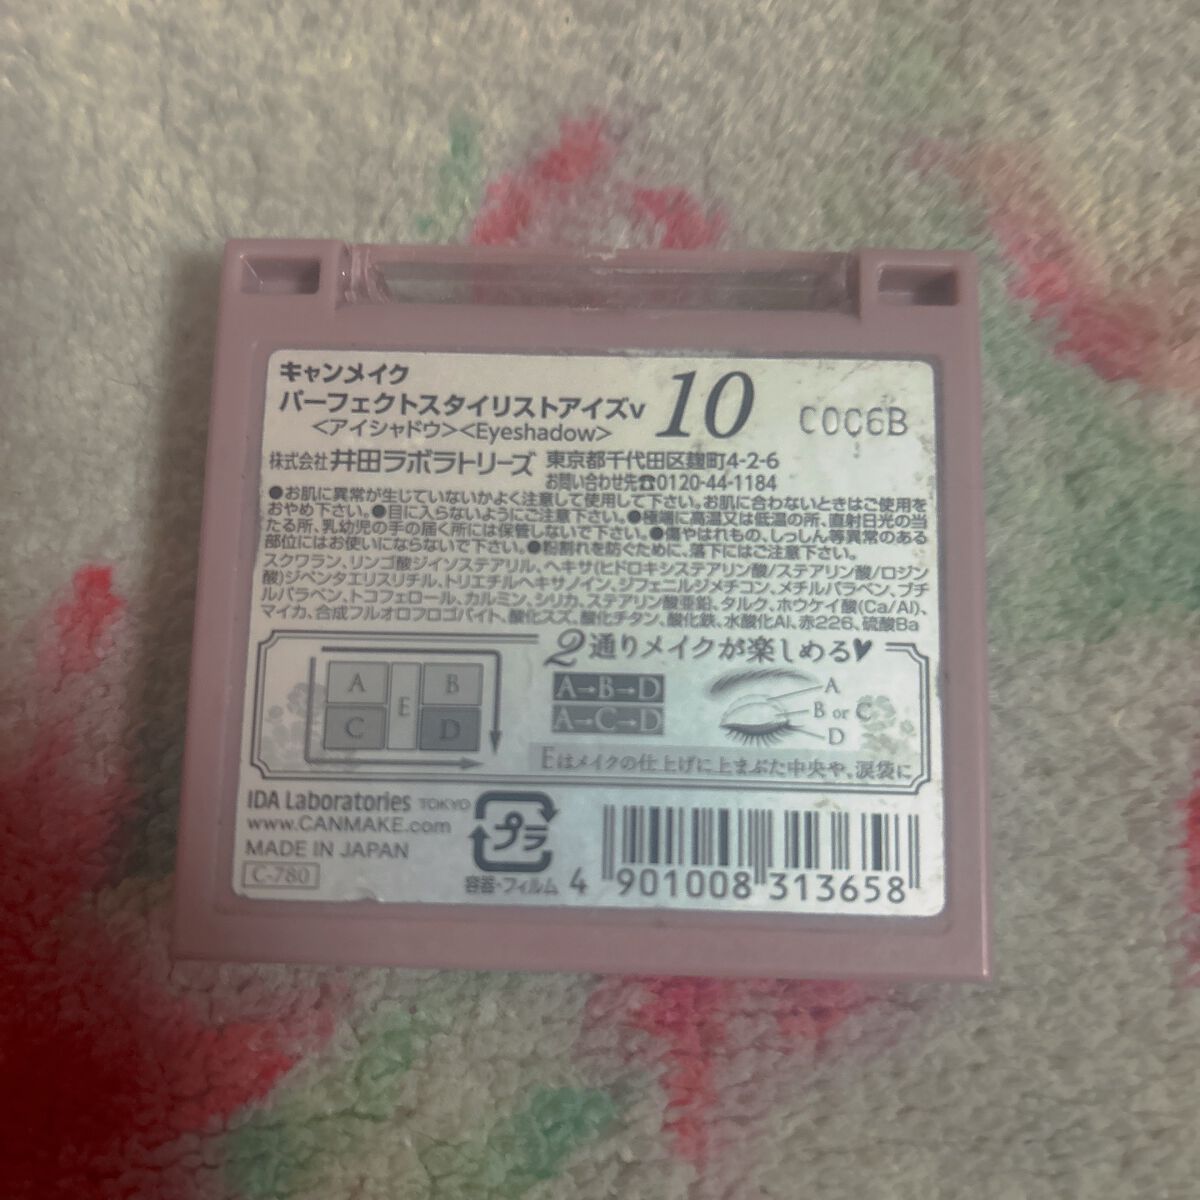 キャンメイク
パーフェクトスタイリストアイズv 10 C0C6B
<アイシャドウ><Eyeshadow>
株式会社 井田ラボラトリーズ 東京都千代田区麹町4-2-6
お問い合わせ先☎0120-44-1184
●お肌に異常が生じていないかよく注意して使用して下さい。お肌に合わないときはご使用を
おやめ下さい。●目に入らないようにご注意下さい。●極端に高温又は低温の所、直射日光の当
たる所、乳幼児の手の届く所には保管しないで下さい。●傷やはれもの、しっしん等異常のある
部位にはお使いにならないで下さい。●粉割れを防ぐために、落下にはご注意下さい。
スクワラン、リンゴ酸ジイソステアリル、ヘキサ(ヒドロキシステアリン酸/ステアリン酸/ロジン
酸)ジペンタエリスリチル、トリエチルヘキサノイン、ジフェニルジメチコン、メチルパラベン、ブチ
ルパラベン、トコフェロール、カルミン、シリカ、ステアリン酸亜鉛、タルク、ホウケイ酸(Ca/Al)、
マイカ、合成フルオロフロゴパイト、酸化スズ、酸化チタン、酸化鉄、水酸化Al、赤226、硫酸Ba
2通りメイクが楽しめる♥
A B
C E D
A→B→D
A→C→D
A
B or C
D
Eはメイクの仕上げに上まぶた中央や、涙袋に
IDA Laboratories TOKYO
www.CANMAKE.com
MADE IN JAPAN
C-780
プラ
容器・フィルム
4 901008 313658